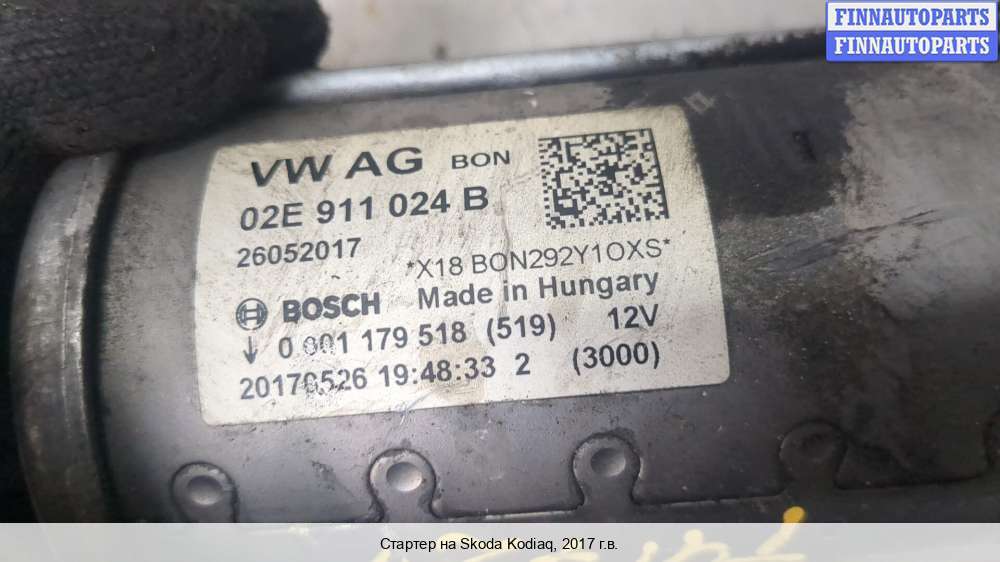 FINNAUTOPARTS
FINNAUTOPARTS
VW AG BON
02E 911 024 B
26052017
*X18 BON292Y1OXS*
BOSCH Made in Hungary
0 001 179 518 (519) 12V
20170526 19:48:33 2 (3000)
Стартер на Skoda Kodiaq, 2017 г.в.